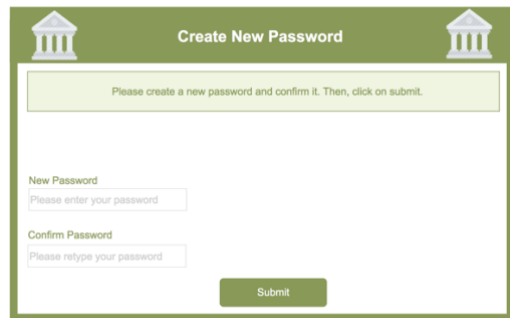 Create New Password
Please create a new password and confirm it. Then, click on submit.
New Password
Please enter your password
Confirm Password
Please retype your password
Submit